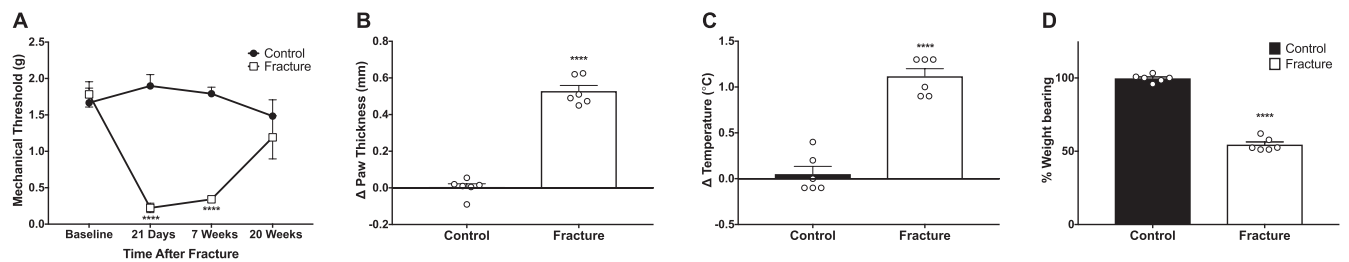 A
Mechanical Threshold (g)
2.5
2.0
1.5
1.0
0.5
0.0
Control
Fracture
****
****
Baseline 21 Days 7 Weeks 20 Weeks
Time After Fracture
B
Δ Paw Thickness (mm)
0.8
0.6
0.4
0.2
0.0
-0.2
****
Control Fracture
C
Δ Temperature (°C)
1.5
1.0
0.5
0.0
-0.5
****
Control Fracture
D
% Weight bearing
100
50
0
Control
Fracture
****
Control Fracture